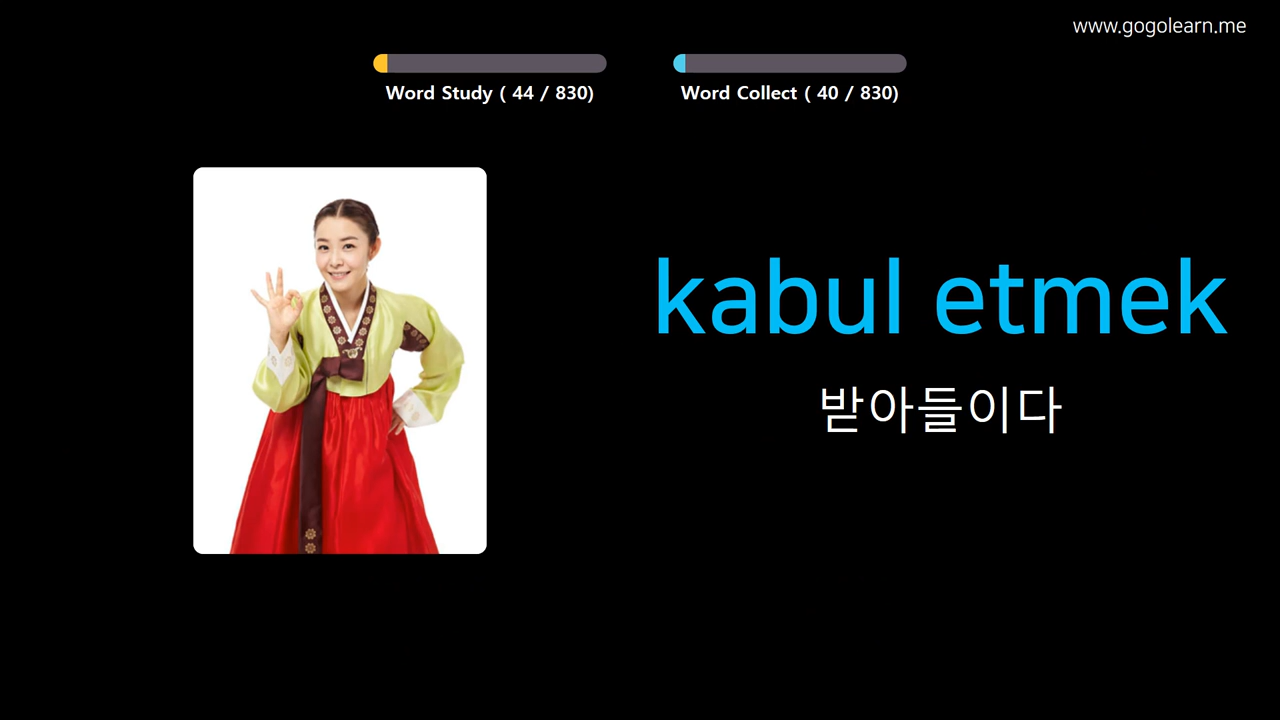 www.gogolearn.me
Word Study ( 44 / 830)
Word Collect ( 40 / 830)
kabul etmek
받아들이다